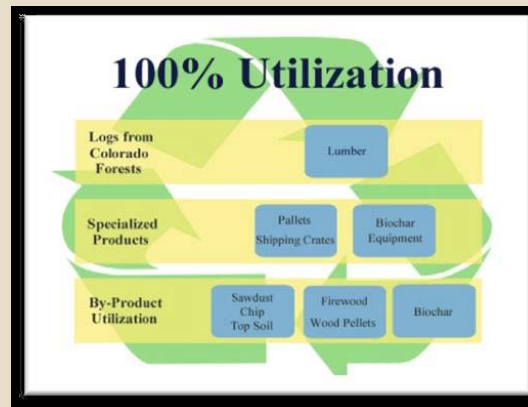 100% Utilization
Logs from
Colorado
Forests
Lumber
Specialized
Products
Pallets
Shipping Crates
Biochar
Equipment
By-Product
Utilization
Sawdust
Chip
Top Soil
Firewood
Wood Pellets
Biochar